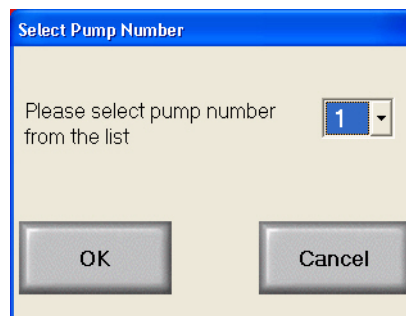 Select Pump Number
Please select pump number
from the list
1
OK
Cancel